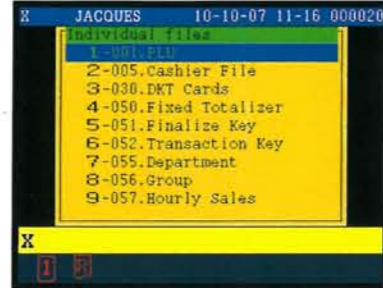 X JACQUES 10-10-07 11-16 000020
Individual files
1-001.PLU
2-005.Cashier File
3-030.DKT Cards
4-050.Fixed Totalizer
5-051.Finalize Key
6-052.Transaction Key
7-055.Department
8-056.Group
9-057.Hourly Sales
X
1 R